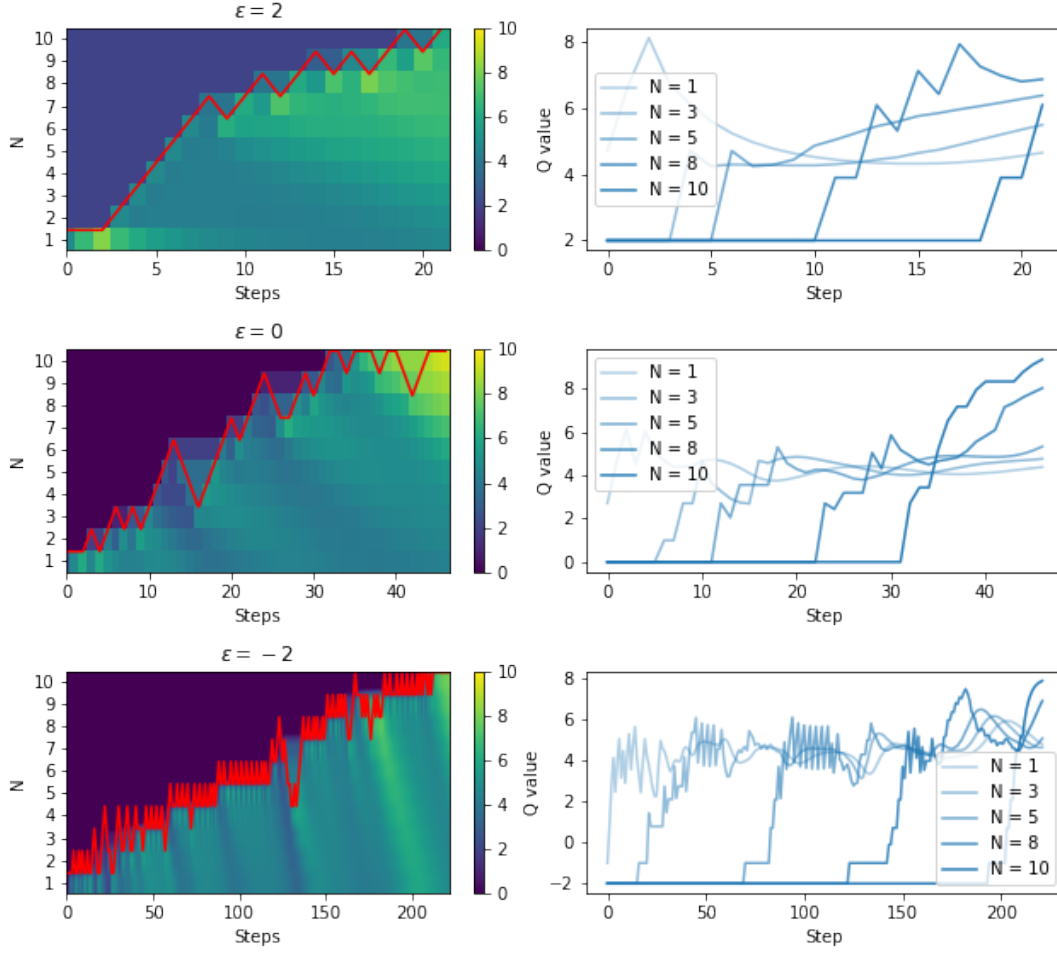 ε = 2
10
9
8
7
6
5
4
3
2
1
N
0 5 10 15 20
Steps
10
8
6
4
2
0
8
6
4
2
Q value
N = 1
N = 3
N = 5
N = 8
N = 10
0 5 10 15 20
Step
ε = 0
10
9
8
7
6
5
4
3
2
1
N
0 10 20 30 40
Steps
10
8
6
4
2
0
8
6
4
2
0
Q value
N = 1
N = 3
N = 5
N = 8
N = 10
0 10 20 30 40
Step
ε = −2
10
9
8
7
6
5
4
3
2
1
N
0 50 100 150 200
Steps
10
8
6
4
2
0
8
6
4
2
0
−2
Q value
N = 1
N = 3
N = 5
N = 8
N = 10
0 50 100 150 200
Step